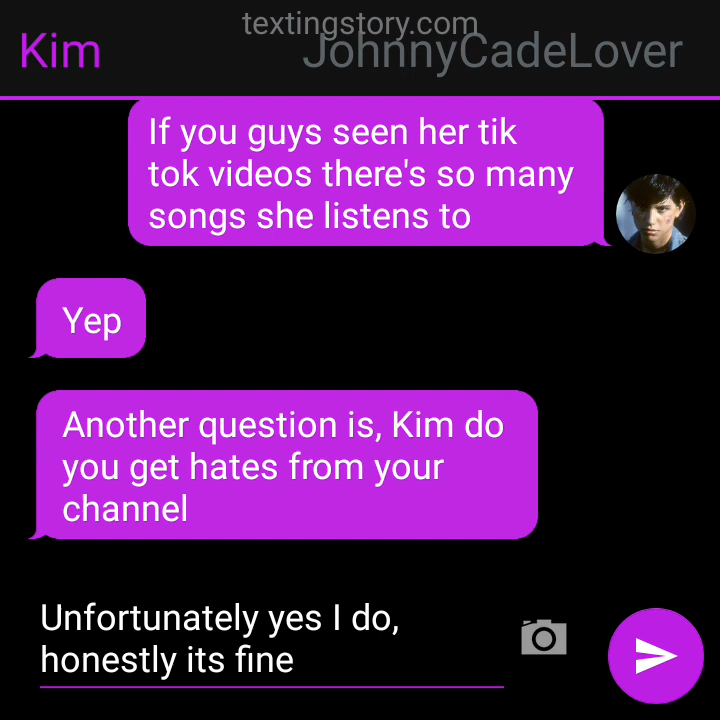 textingstory.com
Kim
JohnnyCadeLover
If you guys seen her tik
tok videos there's so many
songs she listens to
Yep
Another question is, Kim do
you get hates from your
channel
Unfortunately yes I do,
honestly its fine